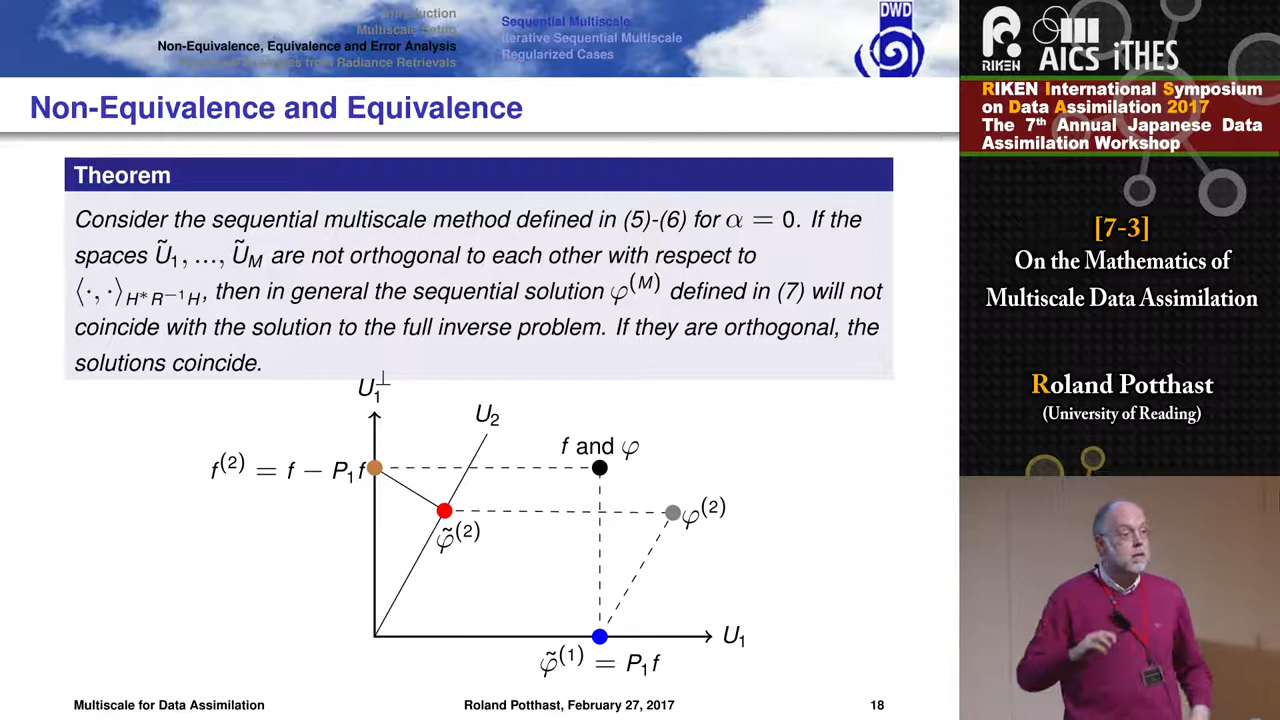 Introduction
Multiscale Setup
Non-Equivalence, Equivalence and Error Analysis
from Radiance Retrievals
Sequential Multiscale
Iterative Sequential Multiscale
Regularized Cases
DWD
Non-Equivalence and Equivalence
Theorem
Consider the sequential multiscale method defined in (5)-(6) for α = 0. If the
spaces Ũ₁, ..., Ũ_M are not orthogonal to each other with respect to
⟨·, ·⟩_{H*R⁻¹H}, then in general the sequential solution φ^(M) defined in (7) will not
coincide with the solution to the full inverse problem. If they are orthogonal, the
solutions coincide.
U₁^⊥
U₂
f and φ
f^(2) = f − P₁f
φ^(2)
φ̃^(2)
U₁
φ̃^(1) = P₁f
Multiscale for Data Assimilation
Roland Potthast, February 27, 2017
18
RIKEN AICS iTHES
RIKEN International Symposium
on Data Assimilation 2017
The 7th Annual Japanese Data
Assimilation Workshop
[7-3]
On the Mathematics of
Multiscale Data Assimilation
Roland Potthast
(University of Reading)